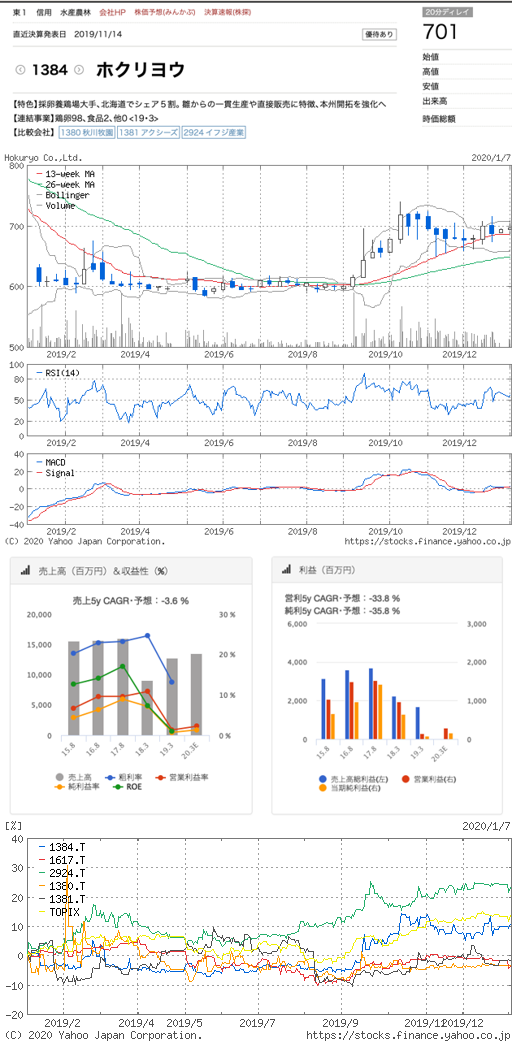 東１ 信用 水産農林 会社HP 株価予想(みんかぶ) 決算速報(株探)
20分ディレイ
701
直近決算発表日 2019/11/14
優待あり
始値
高値
安値
出来高
時価総額
1384
ホクリヨウ
【特色】採卵養鶏場大手、北海道でシェア５割。雛からの一貫生産や直接販売に特徴、本州開拓を強化へ
【連結事業】鶏卵98、食品2、他0 <19・3>
【比較会社】 1380 秋川牧園 1381 アクシーズ 2924 イフジ産業
Hokuryo Co.,Ltd.
2020/1/7
800
700
600
500
13-week MA
26-week MA
Bollinger
Volume
2019/2 2019/4 2019/6 2019/8 2019/10 2019/12
100
80
60
40
20
0
RSI(14)
2019/2 2019/4 2019/6 2019/8 2019/10 2019/12
40
20
0
-20
-40
MACD
Signal
2019/2 2019/4 2019/6 2019/8 2019/10 2019/12
(C) 2020 Yahoo Japan Corporation.
https://stocks.finance.yahoo.co.jp
売上高（百万円）＆収益性（%）
売上5y CAGR・予想：-3.6 %
20,000
15,000
10,000
5,000
0
30 %
20 %
10 %
0 %
15.8 16.8 17.8 18.3 19.3 20.3E
売上高 粗利率 営業利益率
純利益率 ROE
利益（百万円）
営利5y CAGR・予想：-33.8 %
純利5y CAGR・予想：-35.8 %
6,000
4,000
2,000
0
3,000
2,000
1,000
0
15.8 16.8 17.8 18.3 19.3 20.3E
売上高総利益(左) 営業利益(右)
当期純利益(右)
[%]
2020/1/7
40
30
20
10
0
-10
-20
1384.T
1617.T
2924.T
1380.T
1381.T
TOPIX
2019/2 2019/4 2019/5 2019/7 2019/9 2019/11 2019/12
(C) 2020 Yahoo Japan Corporation.
https://stocks.finance.yahoo.co.jp